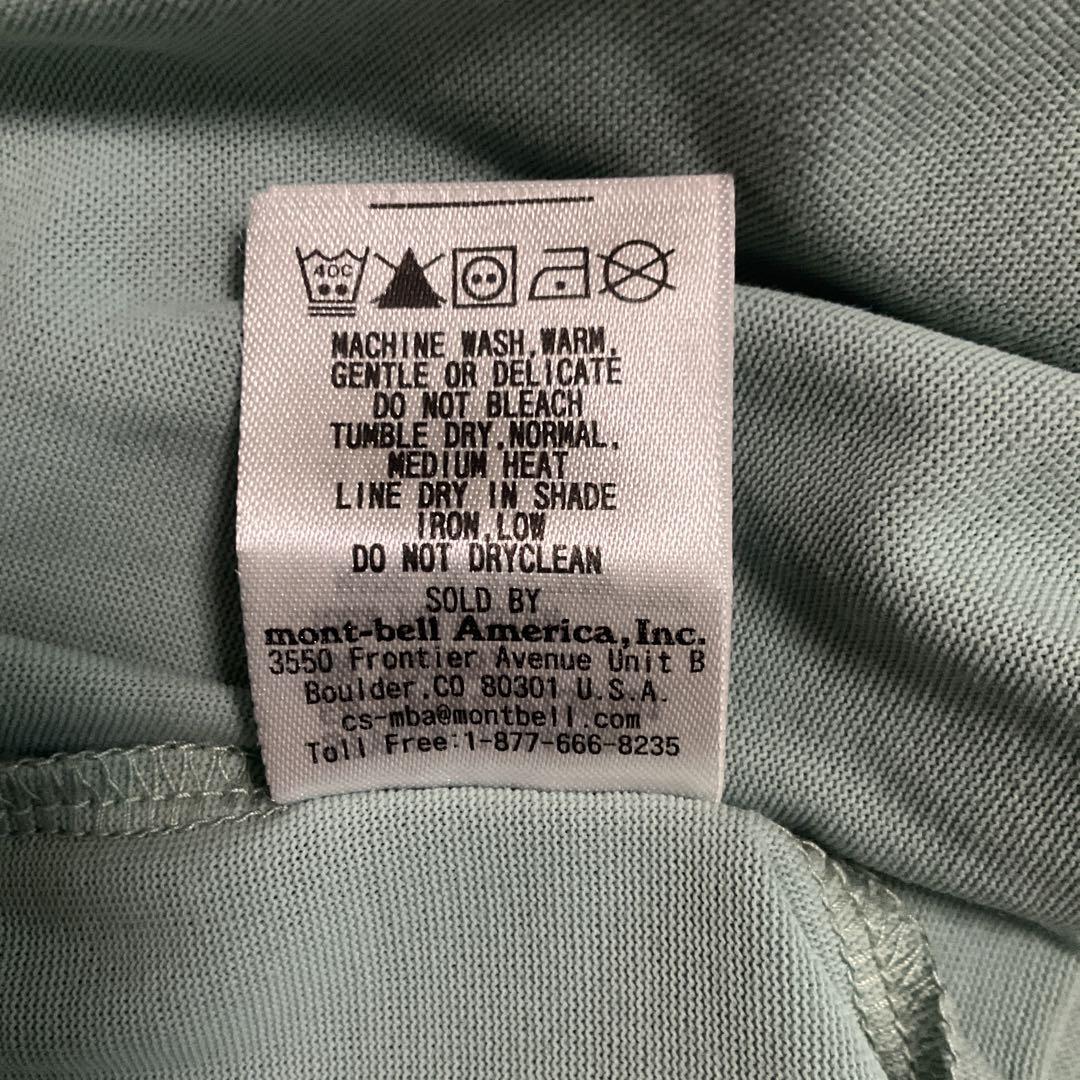 40C
MACHINE WASH,WARM,
GENTLE OR DELICATE
DO NOT BLEACH
TUMBLE DRY,NORMAL,
MEDIUM HEAT
LINE DRY IN SHADE
IRON,LOW
DO NOT DRYCLEAN
SOLD BY
mont-bell America,Inc.
3550 Frontier Avenue Unit B
Boulder,CO 80301 U.S.A.
cs-mba@montbell.com
Toll Free:1-877-666-8235